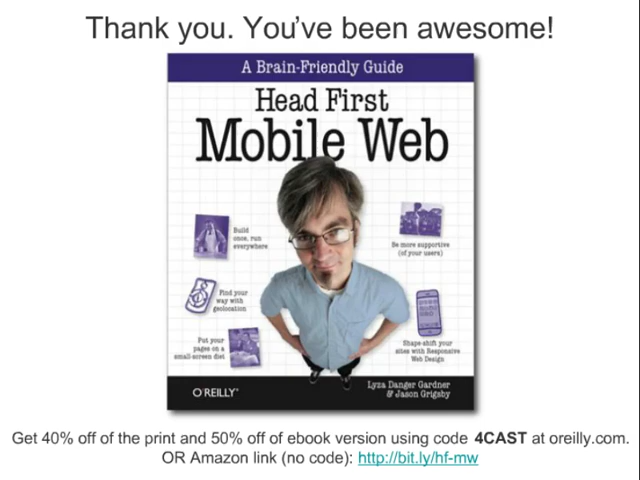 Thank you. You've been awesome!
A Brain-Friendly Guide
Head First
Mobile Web
Build
once, run
everywhere
Be more supportive
(of your users)
Find your
way with
geolocation
Put your
pages on a
small-screen diet
Shape-shift your
sites with Responsive
Web Design
O'REILLY®
Lyza Danger Gardner
& Jason Grigsby
Get 40% off of the print and 50% off of ebook version using code 4CAST at oreilly.com.
OR Amazon link (no code): http://bit.ly/hf-mw